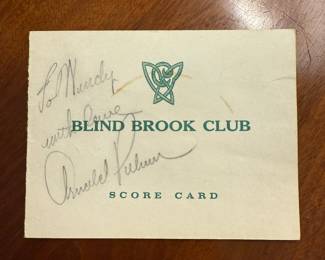 To Wendy
with love
Arnold Palmer
BLIND BROOK CLUB
SCORE CARD